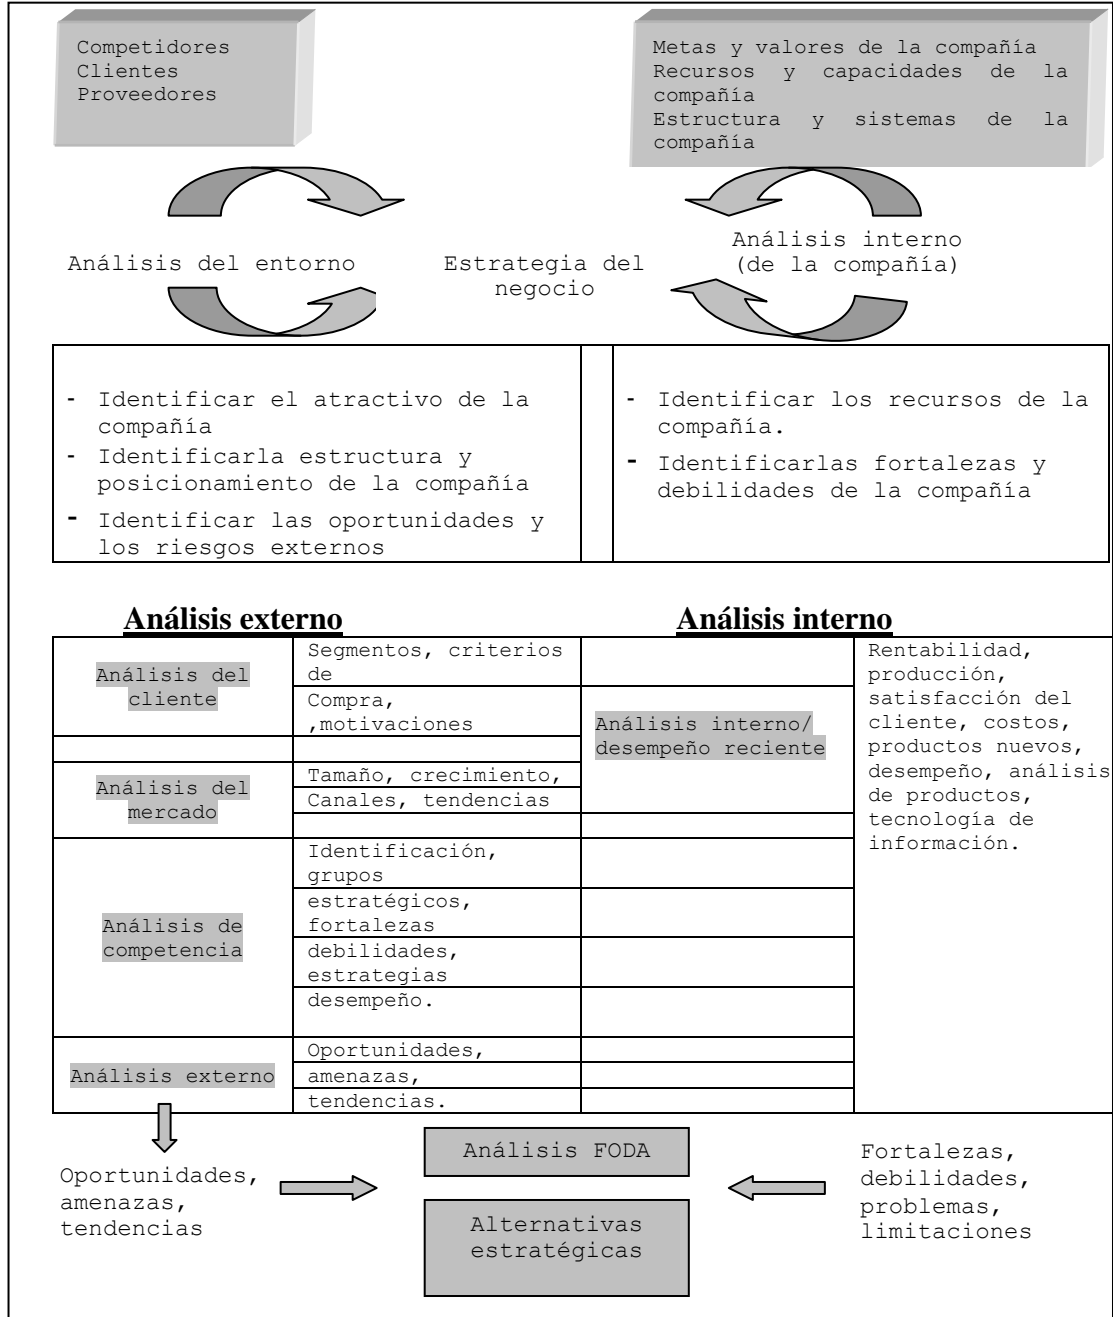 Competidores
Clientes
Proveedores
Metas y valores de la compañía
Recursos y capacidades de la
compañía
Estructura y sistemas de la
compañía
Análisis del entorno
Estrategia del
negocio
Análisis interno
(de la compañía)
- Identificar el atractivo de la
compañía
- Identificarla estructura y
posicionamiento de la compañía
- Identificar las oportunidades y
los riesgos externos
- Identificar los recursos de la
compañía.
- Identificarlas fortalezas y
debilidades de la compañía
Análisis externo
Análisis interno
Análisis del
cliente
Segmentos, criterios
de
Compra,
,motivaciones
Análisis del
mercado
Tamaño, crecimiento,
Canales, tendencias
Análisis de
competencia
Identificación,
grupos
estratégicos,
fortalezas
debilidades,
estrategias
desempeño.
Análisis externo
Oportunidades,
amenazas,
tendencias.
Análisis interno/
desempeño reciente
Rentabilidad,
producción,
satisfacción del
cliente, costos,
productos nuevos,
desempeño, análisis
de productos,
tecnología de
información.
Oportunidades,
amenazas,
tendencias
Análisis FODA
Alternativas
estratégicas
Fortalezas,
debilidades,
problemas,
limitaciones